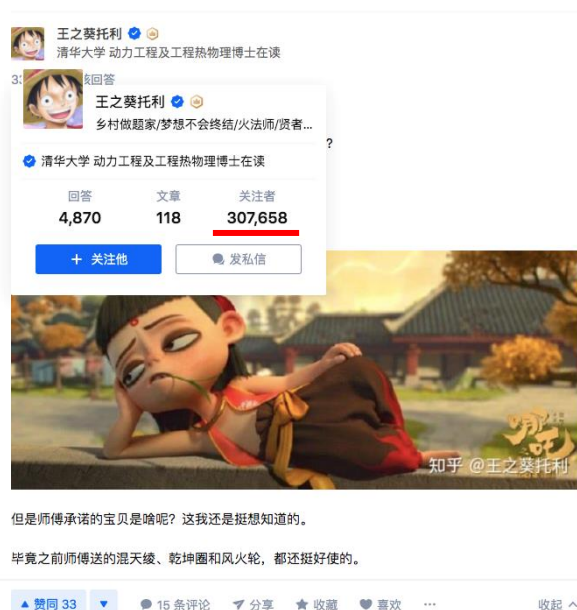 王之葵托利
清华大学 动力工程及工程热物理博士在读
33
回答
王之葵托利
乡村做题家/梦想不会终结/火法师/贤者...
?
清华大学 动力工程及工程热物理博士在读
回答 文章 关注者
4,870 118 307,658
+ 关注他 发私信
哪吒
知乎 @王之葵托利
但是师傅承诺的宝贝是啥呢？这我还是挺想知道的。
毕竟之前师傅送的混天绫、乾坤圈和风火轮，都还挺好使的。
赞同 33 15 条评论 分享 收藏 喜欢 ... 收起